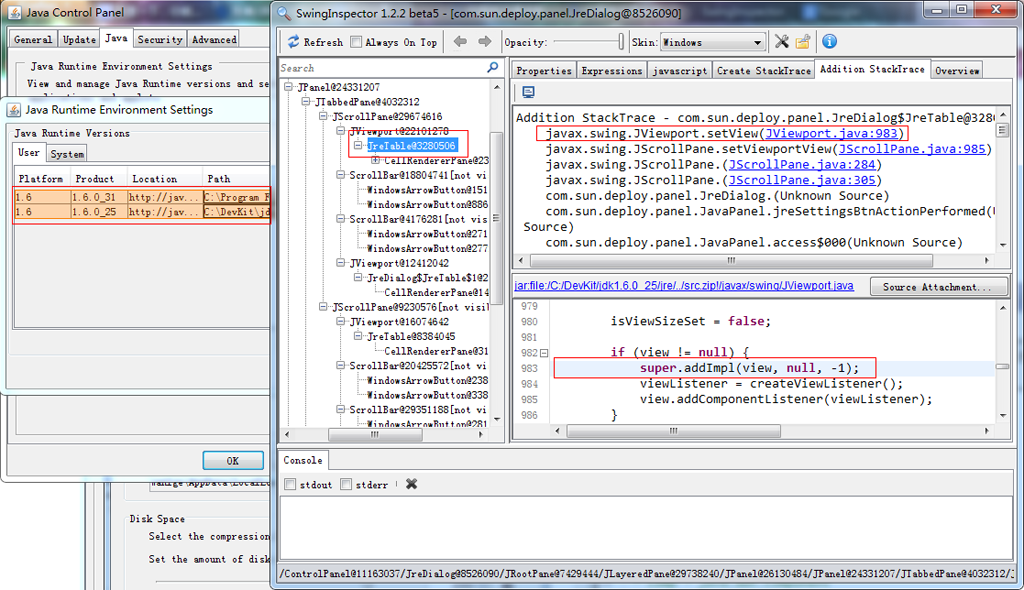 Java Control Panel
General Update Java Security Advanced
Java Runtime Environment Settings
View and manage Java Runtime versions and se
Java Runtime Environment Settings
Java Runtime Versions
User System
Platform Product Location Path
1.6 1.6.0_31 http://jav... C:\Program F
1.6 1.6.0_25 http://jav... C:\DevKit\jd
OK
Disk Space
Select the compression
Set the amount of disk
SwingInspector 1.2.2 beta5 - [com.sun.deploy.panel.JreDialog@8526090]
Refresh Always On Top Opacity: Skin: Windows
Search
JPanel@24331207
JTabbedPane@4032312
JScrollPane@29674616
JViewport@22101278
JreTable@3280506
CellRendererPane@23
ScrollBar@18804741[not vi
WindowsArrowButton@151
WindowsArrowButton@886
ScrollBar@4176281[not vis
WindowsArrowButton@271
WindowsArrowButton@277
JViewport@12412042
JreDialog$JreTable$1@2
CellRendererPane@14
JScrollPane@9230576[not visil
JViewport@16074642
JreTable@8384045
CellRendererPane@31
ScrollBar@20425572[not vi
WindowsArrowButton@238
WindowsArrowButton@338
ScrollBar@29351188[not vi
WindowsArrowButton@281
Properties Expressions javascript Create StackTrace Addition StackTrace Overview
Addition StackTrace - com.sun.deploy.panel.JreDialog$JreTable@3280
javax.swing.JViewport.setView(JViewport.java:983)
javax.swing.JScrollPane.setViewportView(JScrollPane.java:985)
javax.swing.JScrollPane.(JScrollPane.java:284)
javax.swing.JScrollPane.(JScrollPane.java:305)
com.sun.deploy.panel.JreDialog.(Unknown Source)
com.sun.deploy.panel.JavaPanel.jreSettingsBtnActionPerformed(U
Source)
com.sun.deploy.panel.JavaPanel.access$000(Unknown Source)
jar:file:/C:/DevKit/jdk1.6.0_25/jre/../src.zip!/javax/swing/JViewport.java Source Attachment...
979
980 isViewSizeSet = false;
981
982 if (view != null) {
983 super.addImpl(view, null, -1);
984 viewListener = createViewListener();
985 view.addComponentListener(viewListener);
986 }
Console
stdout stderr
/ControlPanel@11163037/JreDialog@8526090/JRootPane@7429444/JLayeredPane@29738240/JPanel@26130484/JPanel@24331207/JTabbedPane@4032312/J